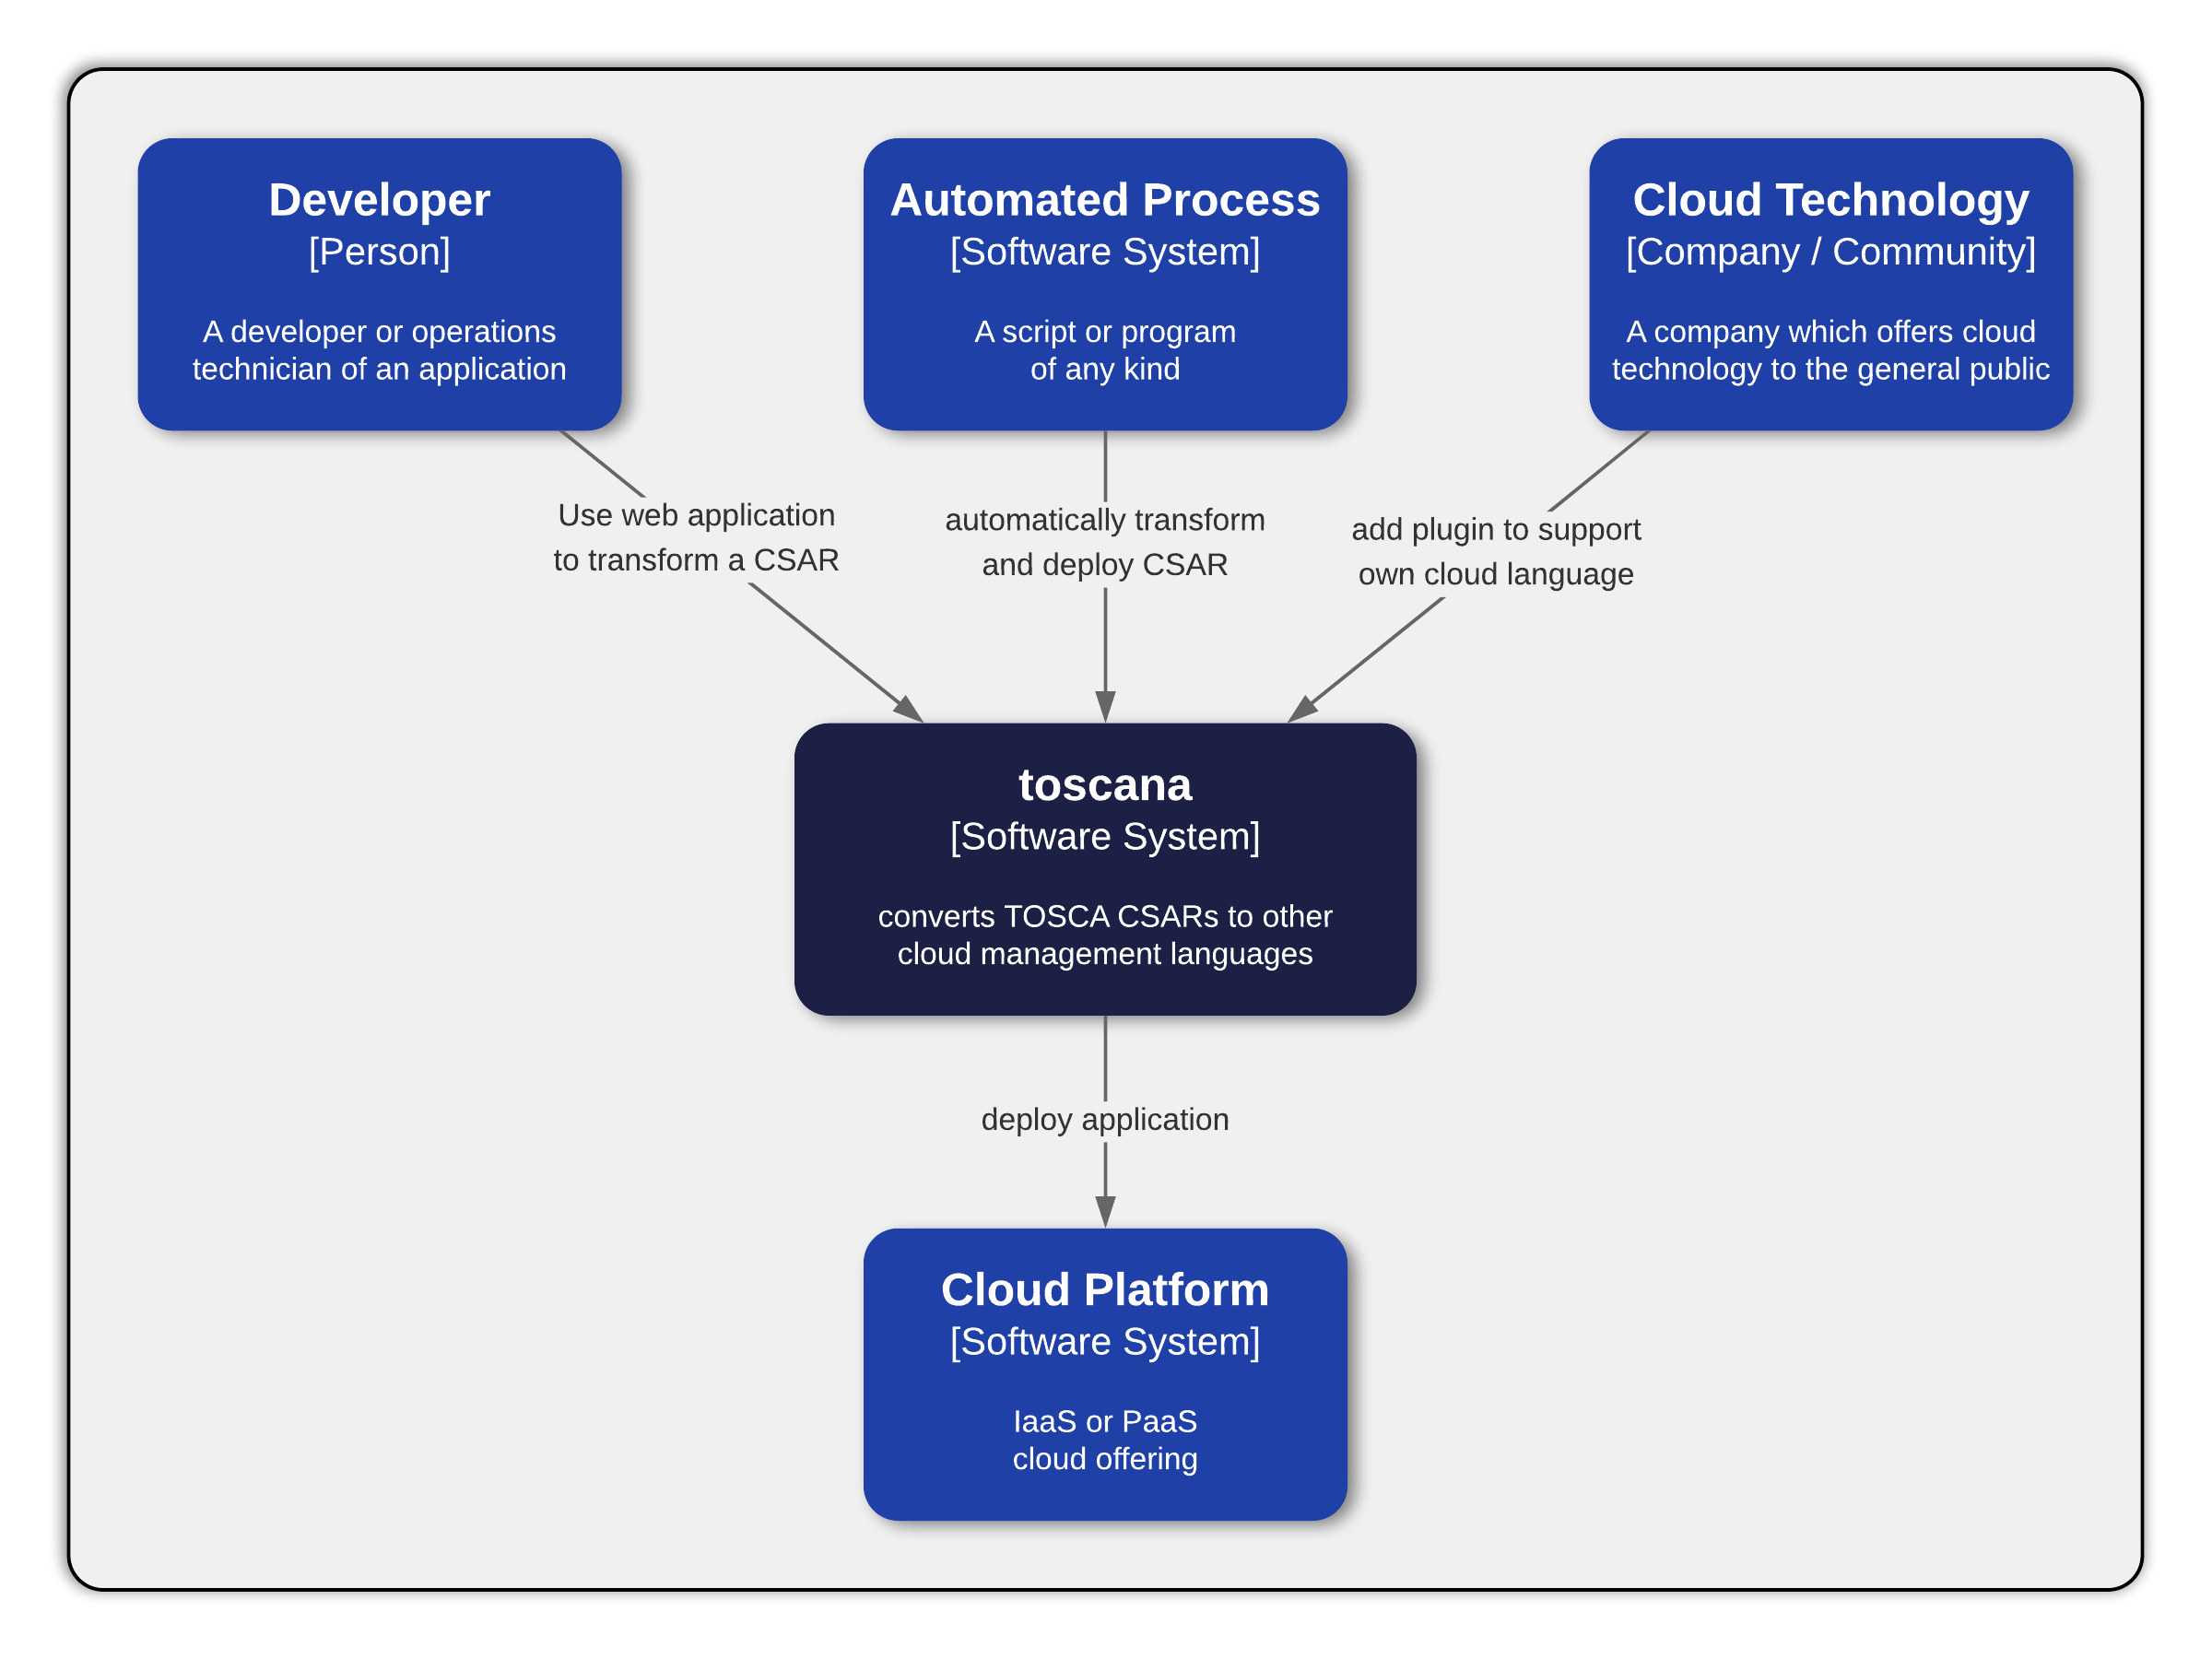 Developer
[Person]
A developer or operations
technician of an application
Automated Process
[Software System]
A script or program
of any kind
Cloud Technology
[Company / Community]
A company which offers cloud
technology to the general public
Use web application
to transform a CSAR
automatically transform
and deploy CSAR
add plugin to support
own cloud language
toscana
[Software System]
converts TOSCA CSARs to other
cloud management languages
deploy application
Cloud Platform
[Software System]
IaaS or PaaS
cloud offering